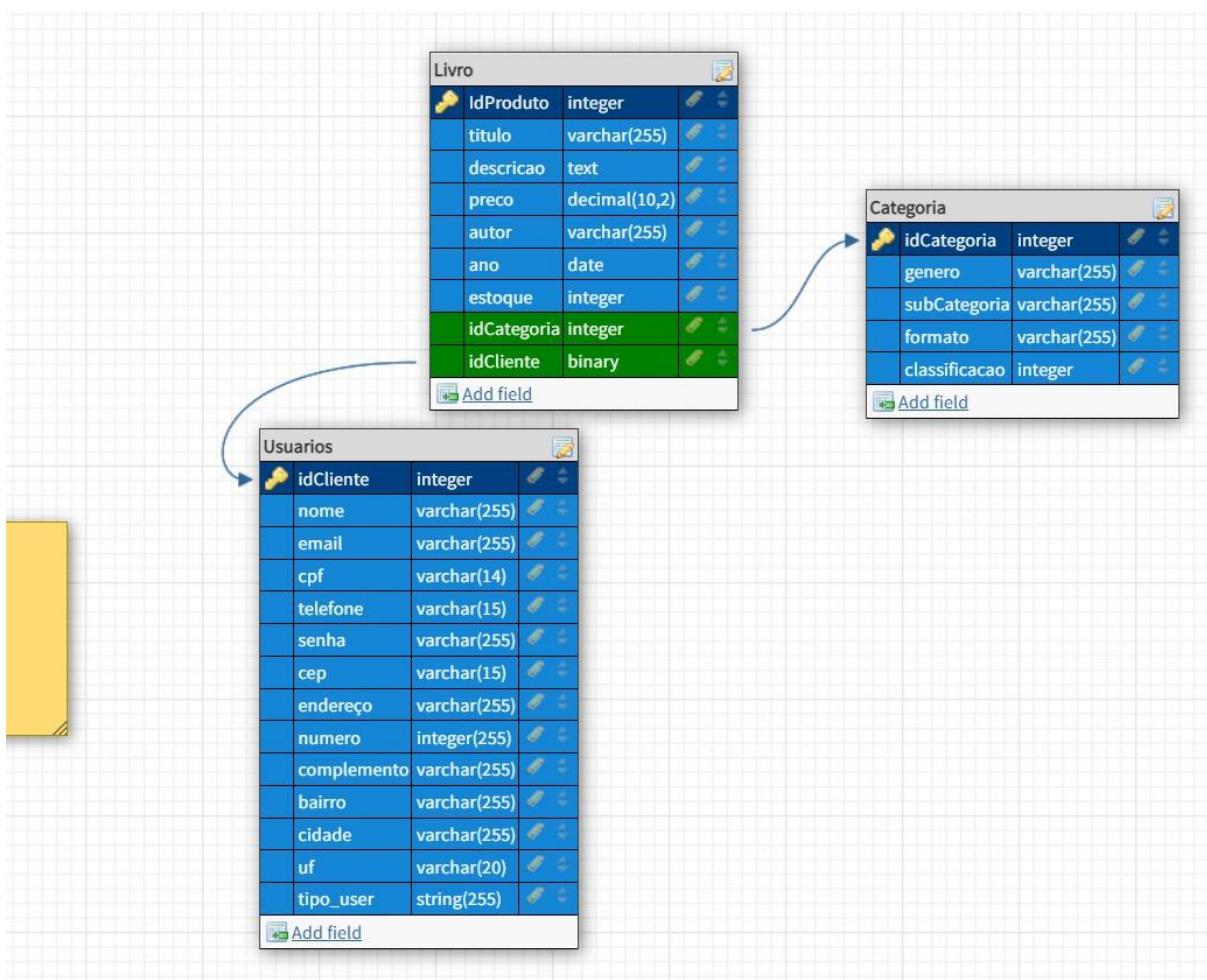 Livro
IdProduto integer
titulo varchar(255)
descricao text
preco decimal(10,2)
autor varchar(255)
ano date
estoque integer
idCategoria integer
idCliente binary
Add field
Categoria
idCategoria integer
genero varchar(255)
subCategoria varchar(255)
formato varchar(255)
classificacao integer
Add field
Usuarios
idCliente integer
nome varchar(255)
email varchar(255)
cpf varchar(14)
telefone varchar(15)
senha varchar(255)
cep varchar(15)
endereço varchar(255)
numero integer(255)
complemento varchar(255)
bairro varchar(255)
cidade varchar(255)
uf varchar(20)
tipo_user string(255)
Add field